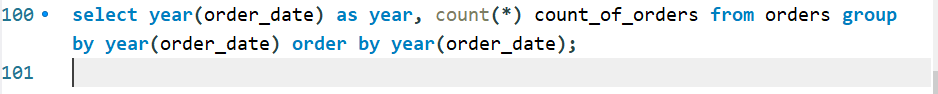 100 select year(order_date) as year, count(*) count_of_orders from orders group
by year(order_date) order by year(order_date);
101